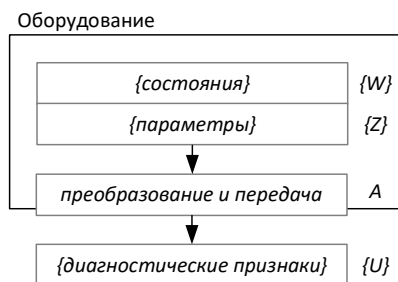 Оборудование
{состояния} {W}
{параметры} {Z}
преобразование и передача A
{диагностические признаки} {U}